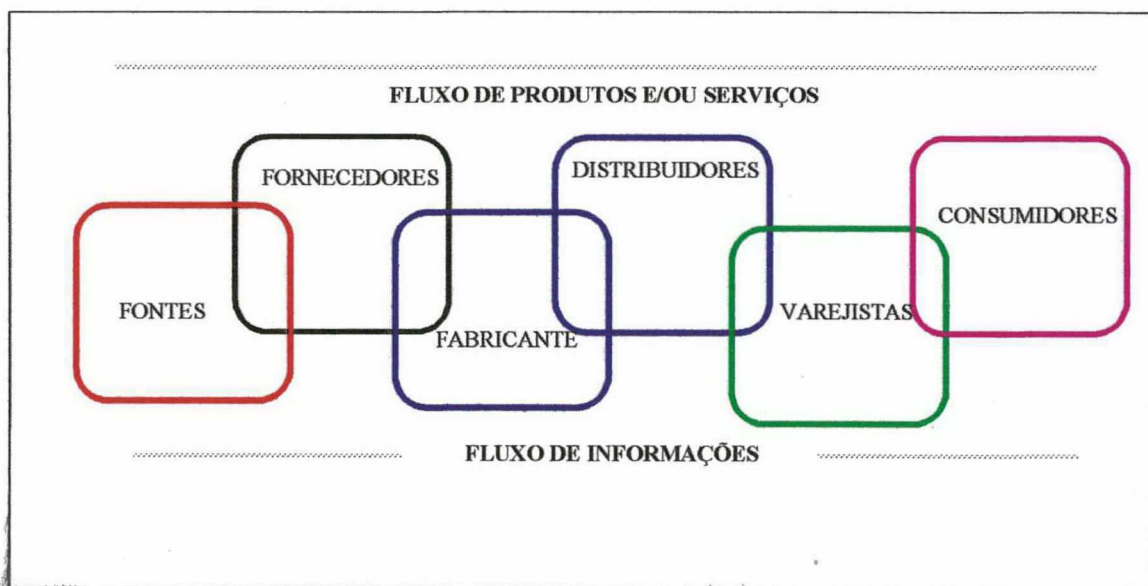 FLUXO DE PRODUTOS E/OU SERVIÇOS
FORNECEDORES
DISTRIBUIDORES
CONSUMIDORES
FONTES
FABRICANTE
VAREJISTAS
FLUXO DE INFORMAÇÕES